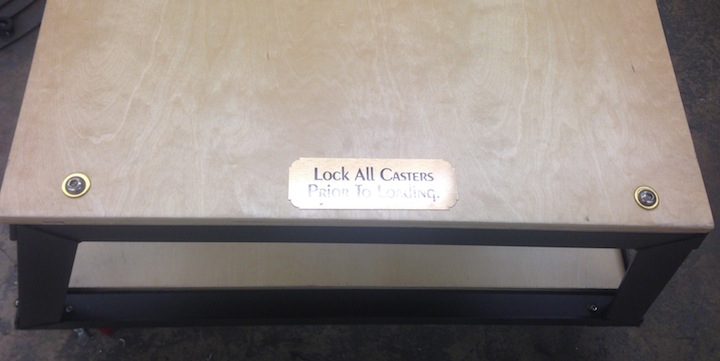 Lock All Casters
Prior To Loading.